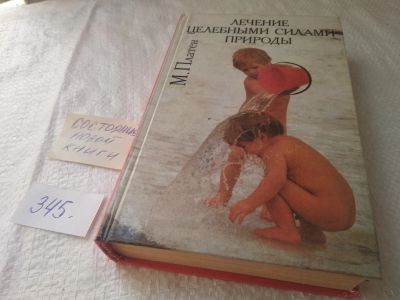 ЛЕЧЕНИЕ
ЦЕЛЕБНЫМИ СИЛАМИ
ПРИРОДЫ
М. Платен
СОСТОЯНИЕ
НОВОЙ
КНИГИ
345.